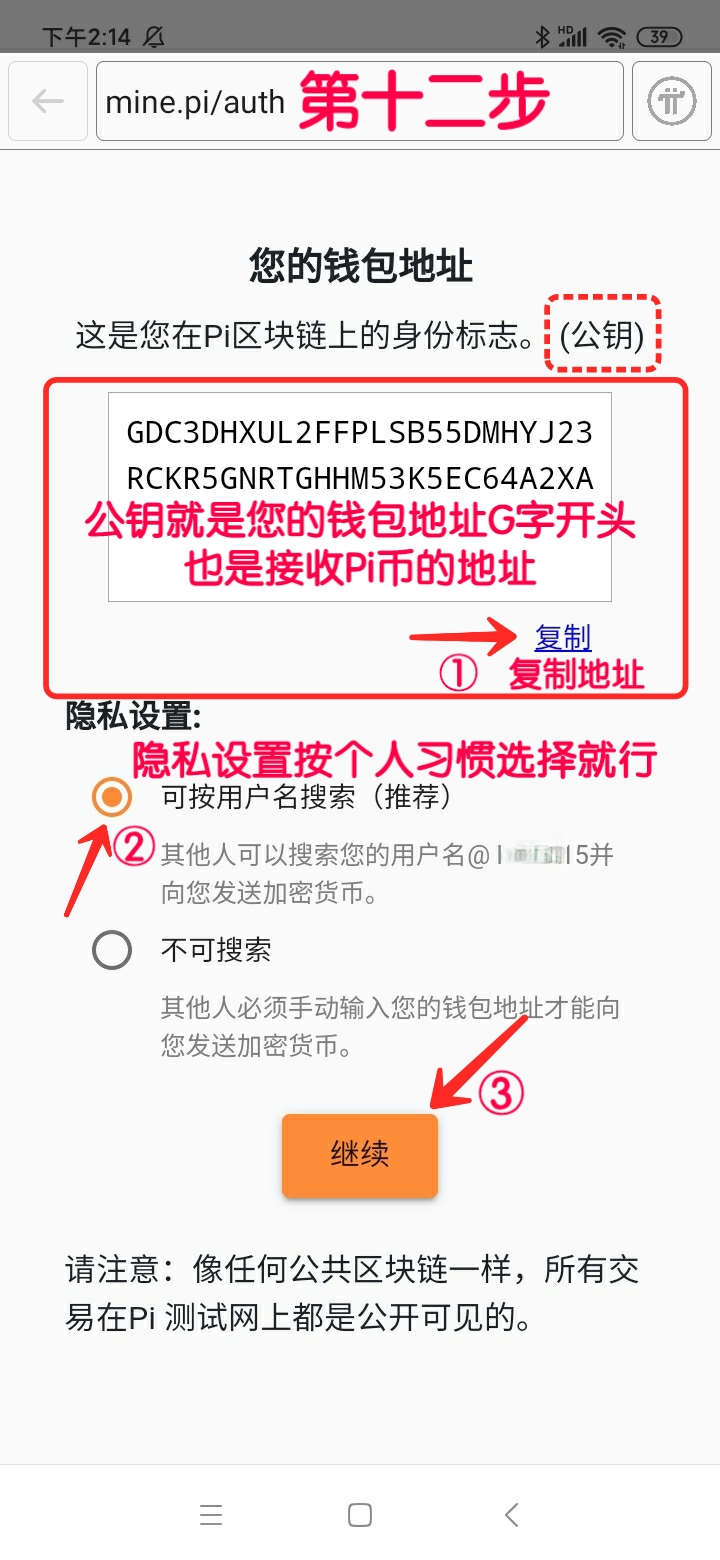 下午2:14
HD
39
mine.pi/auth 第十二步
您的钱包地址
这是您在Pi区块链上的身份标志。(公钥)
GDC3DHXUL2FFPLSB55DMHYJ23
RCKR5GNRTGHHM53K5EC64A2XA
公钥就是您的钱包地址G字开头
也是接收Pi币的地址
复制
① 复制地址
隐私设置:
隐私设置按个人习惯选择就行
可按用户名搜索（推荐）
②
其他人可以搜索您的用户名@l 15并
向您发送加密货币。
不可搜索
其他人必须手动输入您的钱包地址才能向
您发送加密货币。
③
继续
请注意：像任何公共区块链一样，所有交
易在Pi 测试网上都是公开可见的。